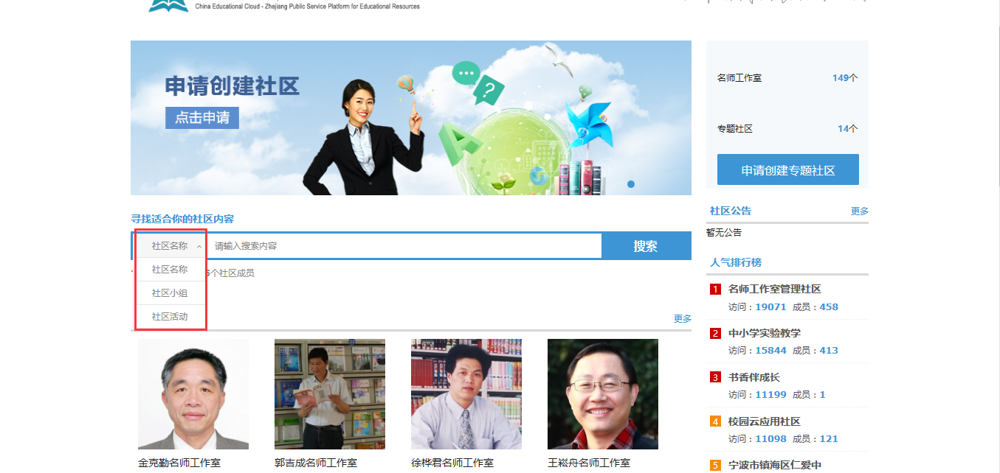 China Educational Cloud - Zhejiang Public Service Platform for Educational Resources
申请创建社区
点击申请
?
A
名师工作室 149个
专题社区 14个
申请创建专题社区
寻找适合你的社区内容
社区名称 请输入搜索内容 搜索
社区名称
社区小组
社区活动
个社区成员
更多
金克勤名师工作室
郭吉成名师工作室
徐桦君名师工作室
王崧舟名师工作室
社区公告 更多
暂无公告
人气排行榜
1 名师工作室管理社区
访问：19071 成员：458
2 中小学实验教学
访问：15844 成员：413
3 书香伴成长
访问：11199 成员：1
4 校园云应用社区
访问：11098 成员：121
5 宁波市镇海区仁爱中